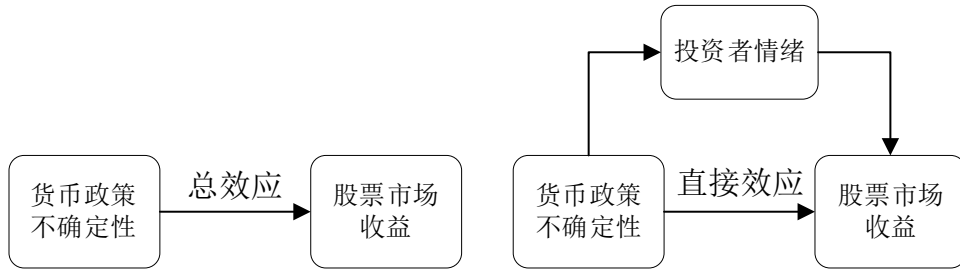 投资者情绪
货币政策
不确定性
总效应
股票市场
收益
货币政策
不确定性
直接效应
股票市场
收益